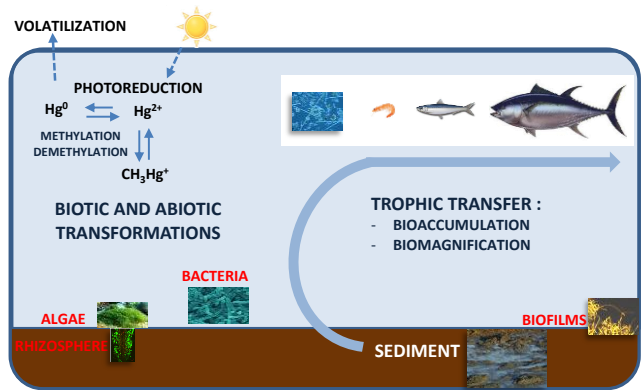 VOLATILIZATION
PHOTOREDUCTION
Hg⁰
Hg²⁺
METHYLATION
DEMETHYLATION
CH₃Hg⁺
BIOTIC AND ABIOTIC
TRANSFORMATIONS
TROPHIC TRANSFER :
- BIOACCUMULATION
- BIOMAGNIFICATION
BACTERIA
ALGAE
BIOFILMS
RHIZOSPHERE
SEDIMENT